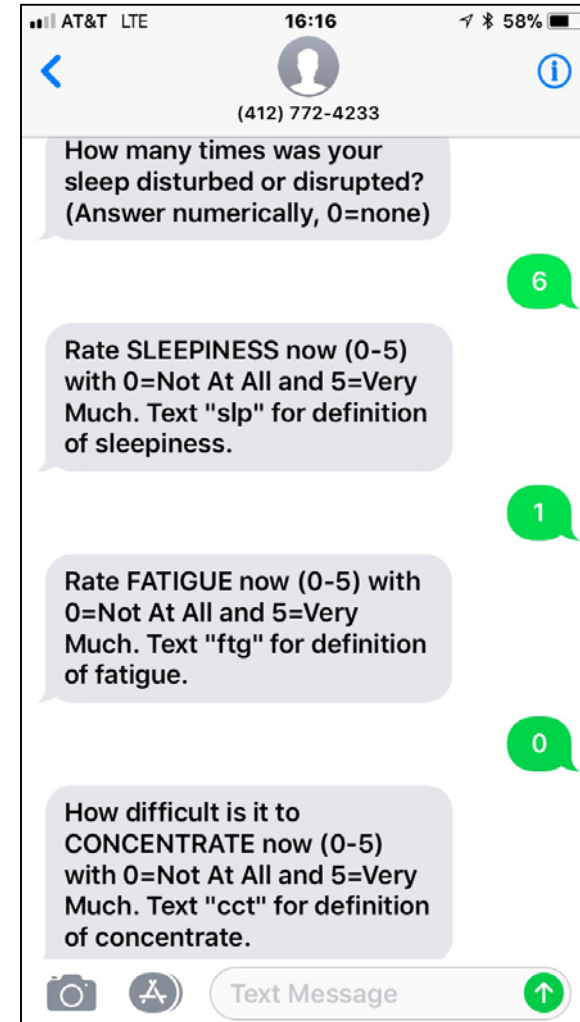 AT&T LTE 16:16 58%
(412) 772-4233
How many times was your
sleep disturbed or disrupted?
(Answer numerically, 0=none)
6
Rate SLEEPINESS now (0-5)
with 0=Not At All and 5=Very
Much. Text "slp" for definition
of sleepiness.
1
Rate FATIGUE now (0-5) with
0=Not At All and 5=Very
Much. Text "ftg" for definition
of fatigue.
0
How difficult is it to
CONCENTRATE now (0-5)
with 0=Not At All and 5=Very
Much. Text "cct" for definition
of concentrate.
Text Message